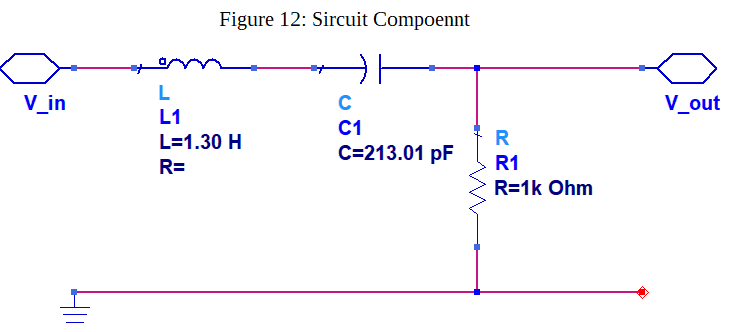 Figure 12: Sircuit Compoennt
V_in
L
L1
L=1.30 H
R=
C
C1
C=213.01 pF
R
R1
R=1k Ohm
V_out